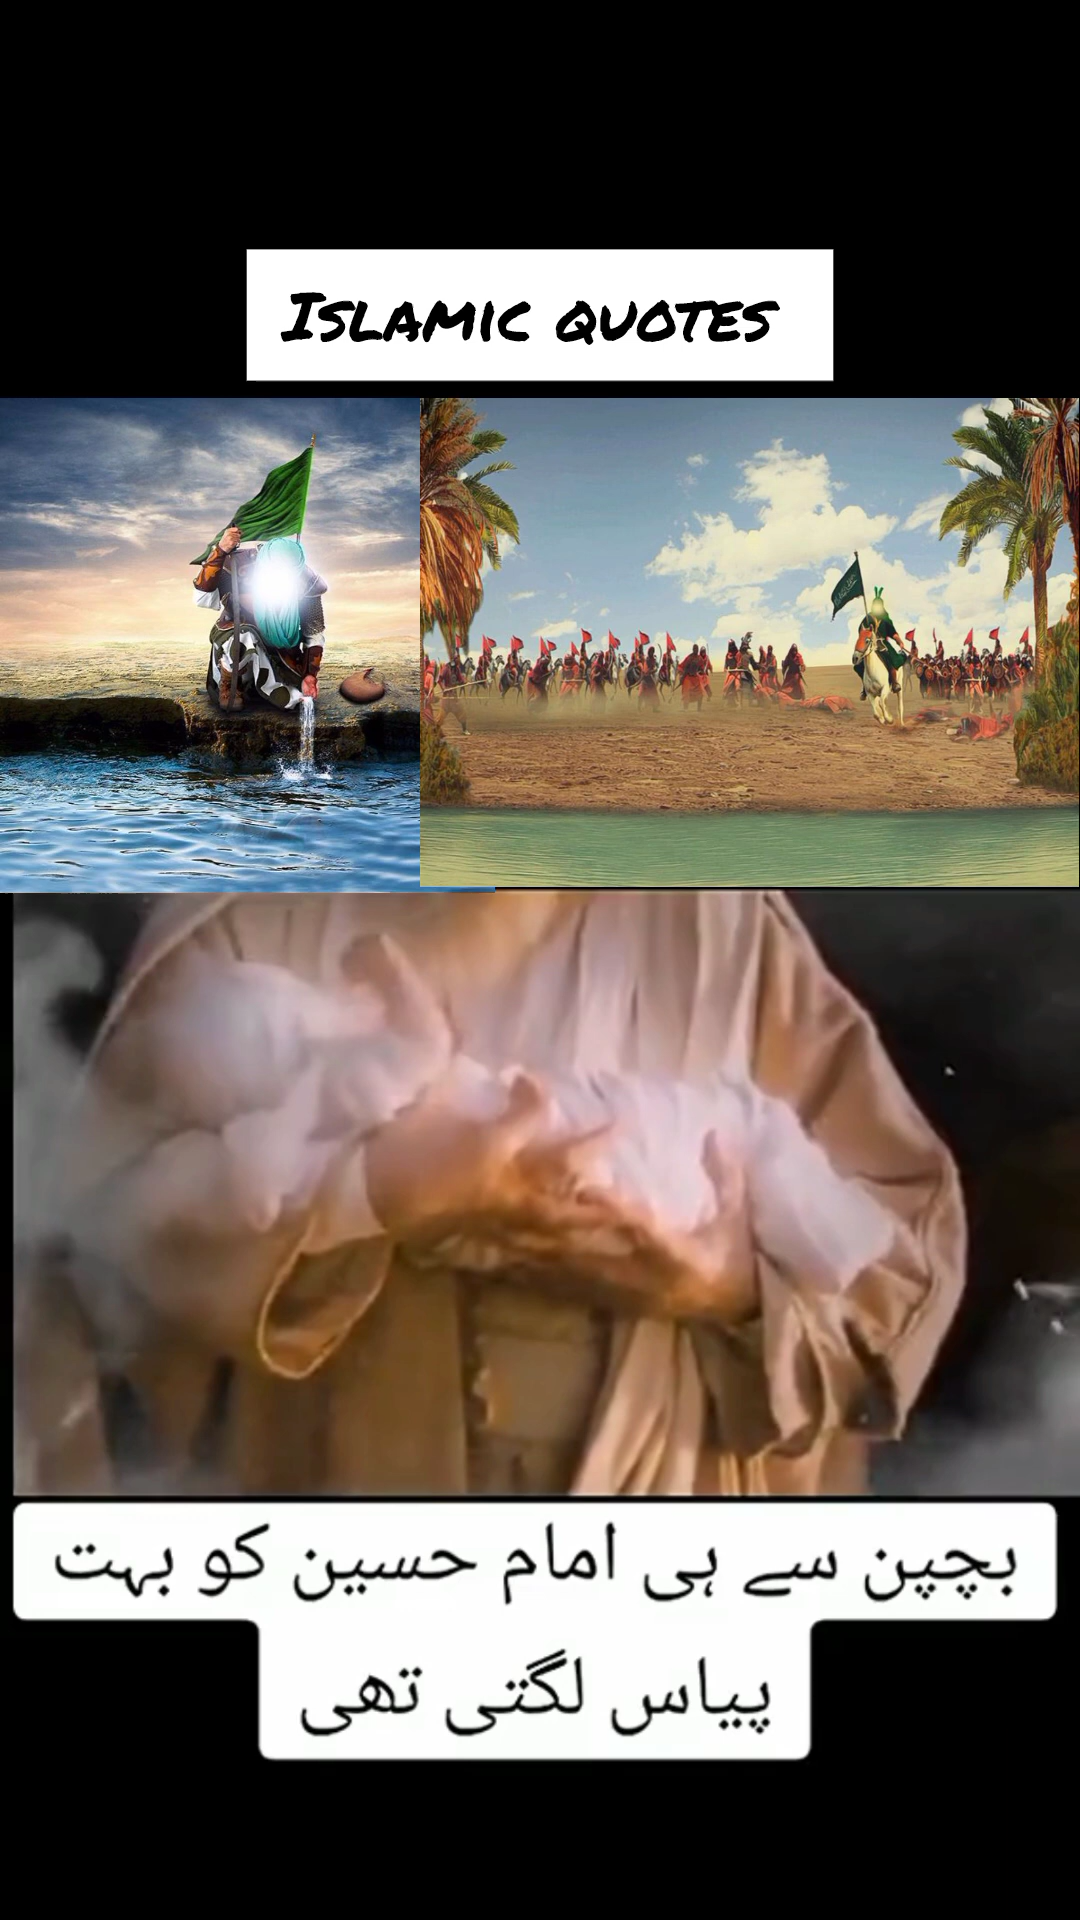 Islamic quotes
بچپن سے ہی امام حسین کو بہت
پیاس لگتی تھی